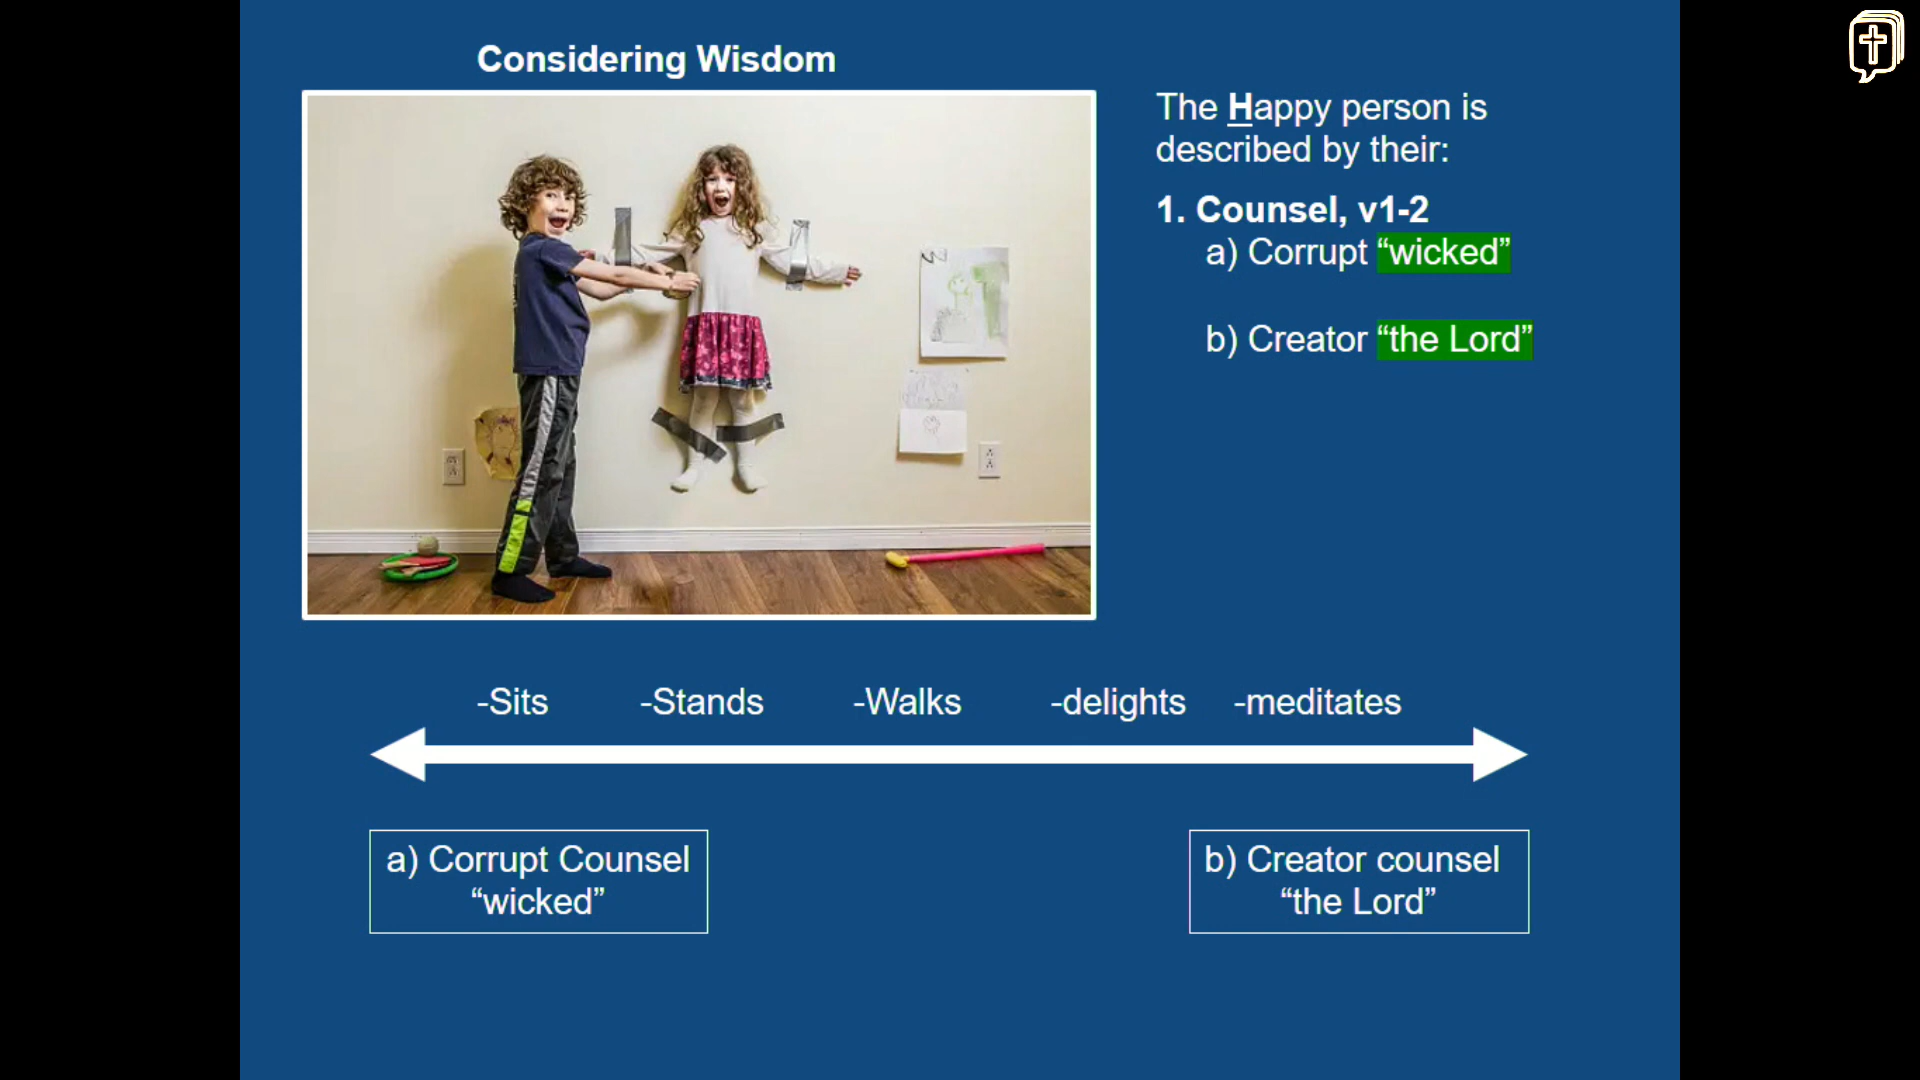 Considering Wisdom
The Happy person is
described by their:
1. Counsel, v1-2
a) Corrupt “wicked”
b) Creator “the Lord”
-Sits -Stands -Walks -delights -meditates
a) Corrupt Counsel
“wicked”
b) Creator counsel
“the Lord”